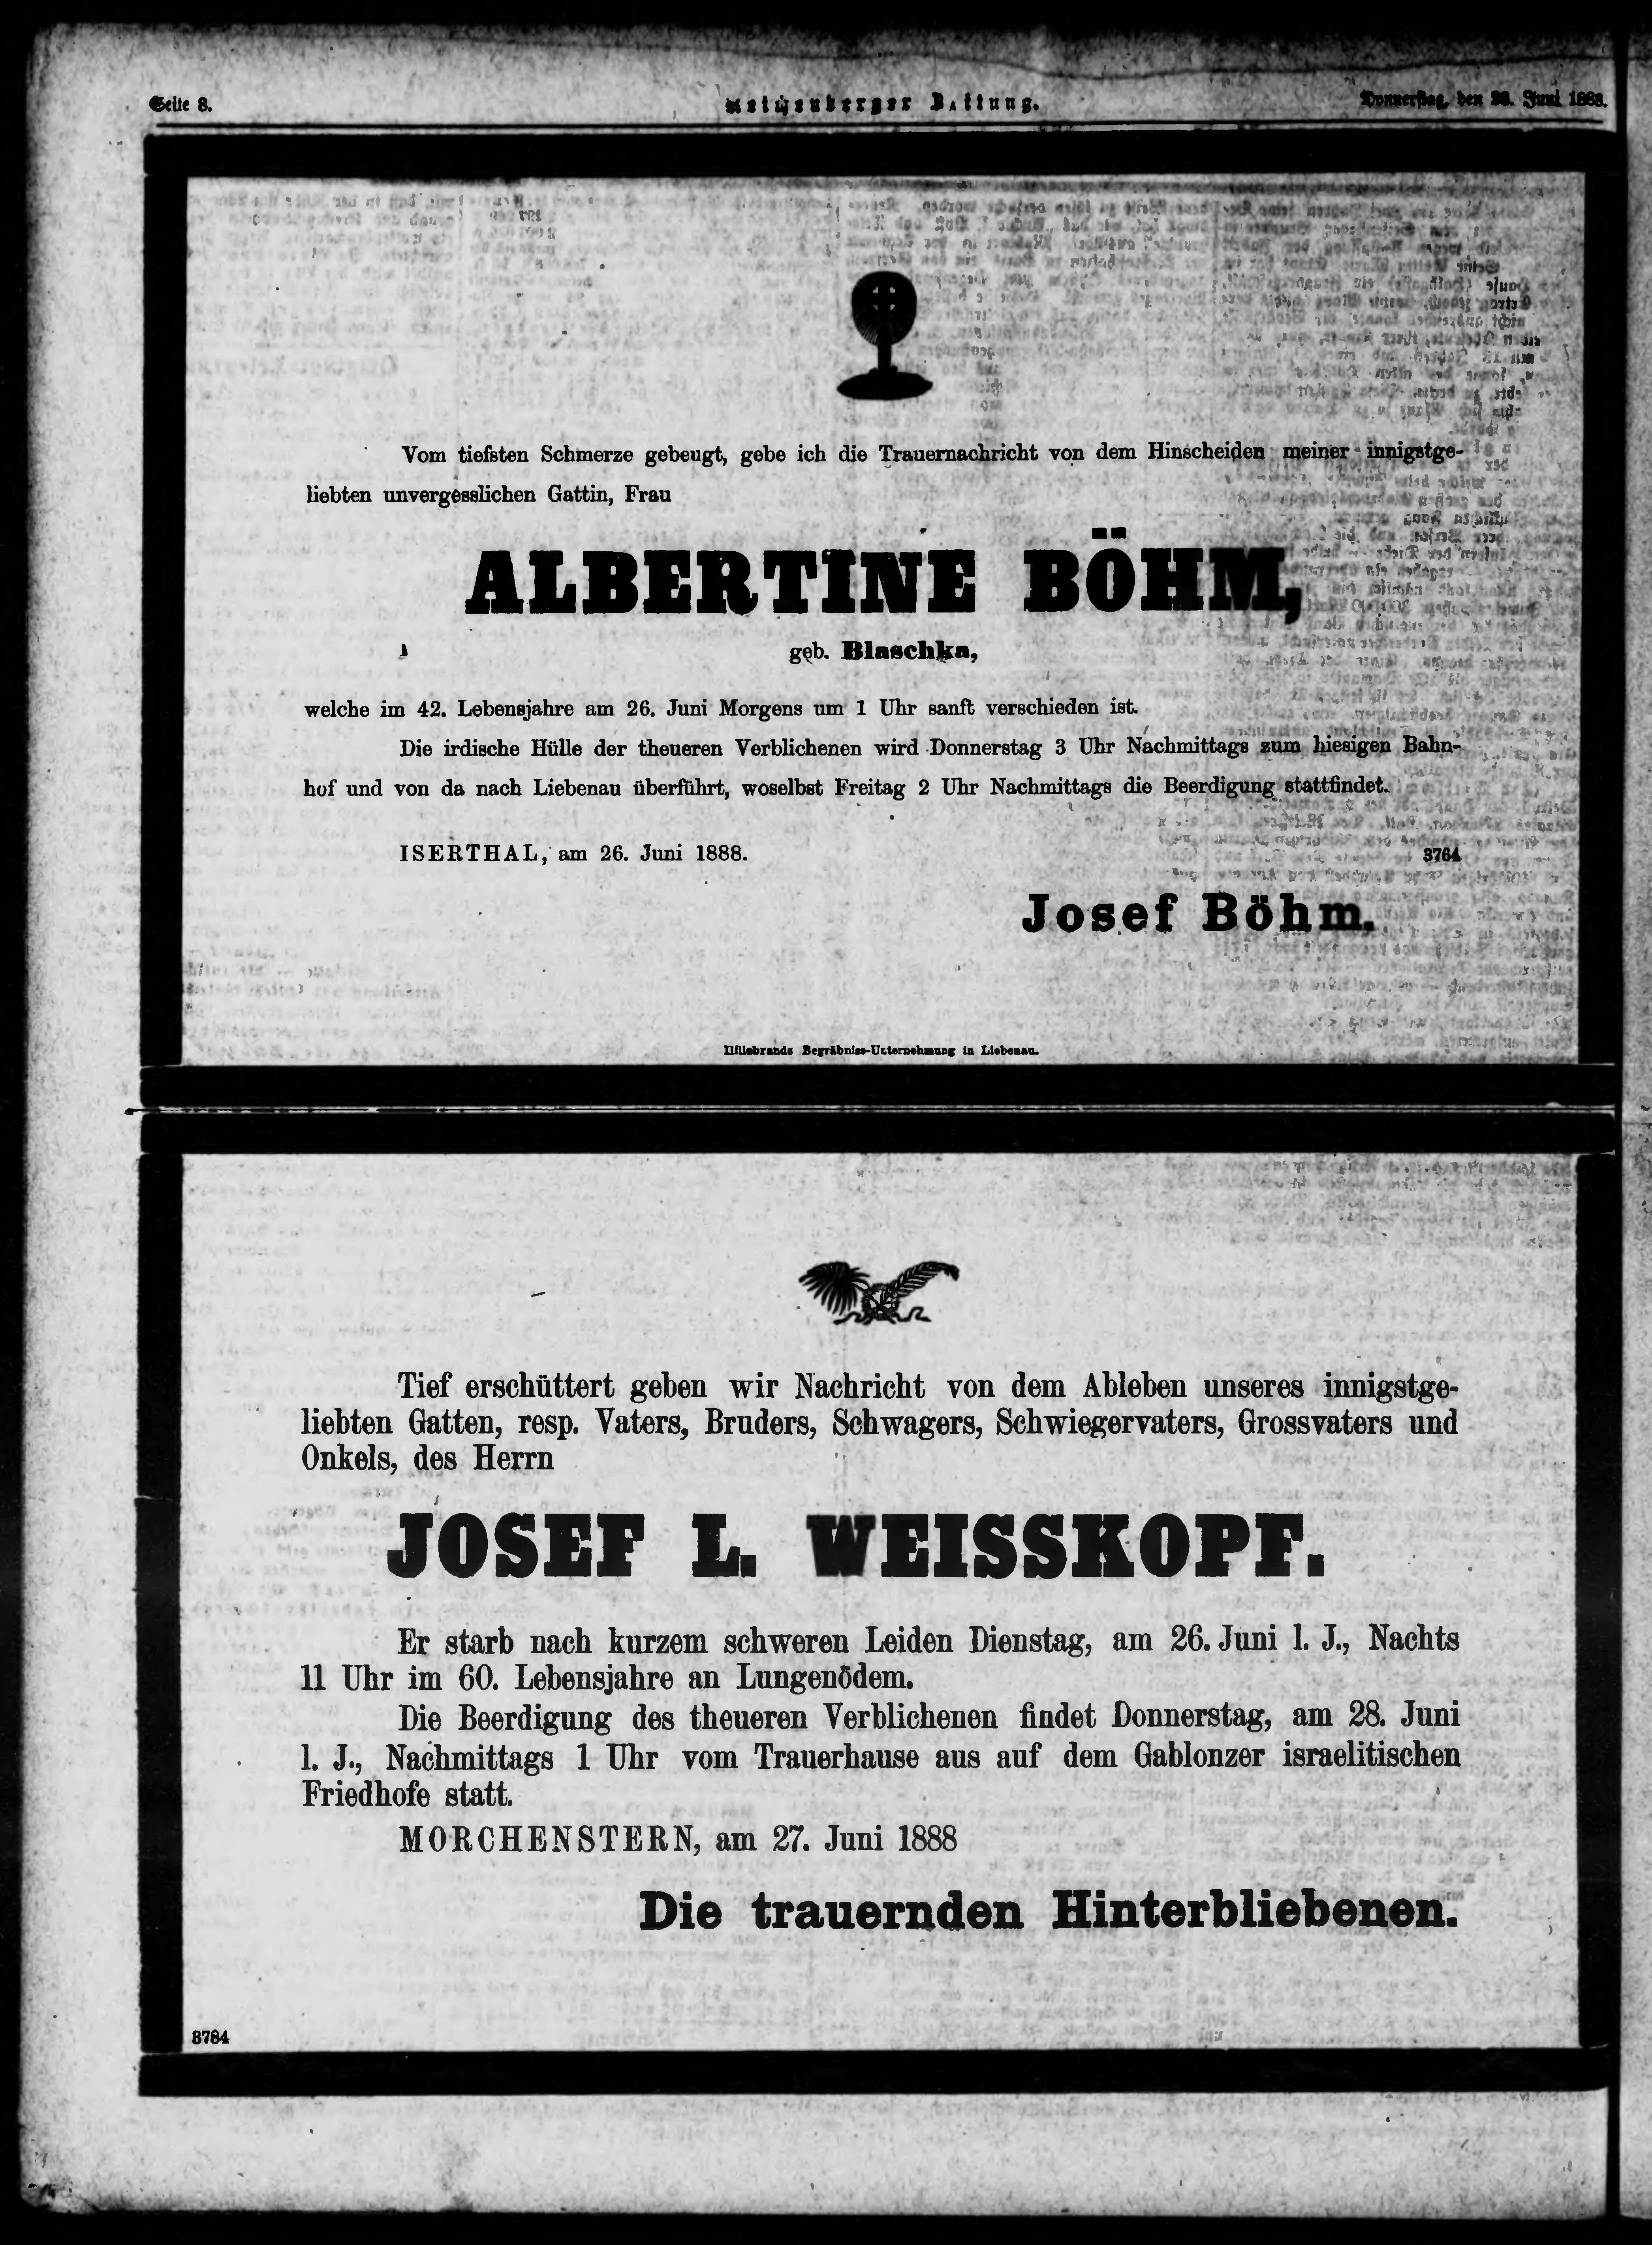 Seite 8.
Reichenberger Zeitung.
Donnerstag, den 28. Juni 1888.
Vom tiefsten Schmerze gebeugt, gebe ich die Trauernachricht von dem Hinscheiden meiner innigstge-
liebten unvergesslichen Gattin, Frau
ALBERTINE BÖHM,
geb. Blaschka,
welche im 42. Lebensjahre am 26. Juni Morgens um 1 Uhr sanft verschieden ist.
Die irdische Hülle der theueren Verblichenen wird Donnerstag 3 Uhr Nachmittags zum hiesigen Bahn-
hof und von da nach Liebenau überführt, woselbst Freitag 2 Uhr Nachmittags die Beerdigung stattfindet.
ISERTHAL, am 26. Juni 1888.
3764
Josef Böhm.
Hillebrands Begräbniss-Unternehmung in Liebenau.
Tief erschüttert geben wir Nachricht von dem Ableben unseres innigstge-
liebten Gatten, resp. Vaters, Bruders, Schwagers, Schwiegervaters, Grossvaters und
Onkels, des Herrn
JOSEF L. WEISSKOPF.
Er starb nach kurzem schweren Leiden Dienstag, am 26. Juni l. J., Nachts
11 Uhr im 60. Lebensjahre an Lungenödem.
Die Beerdigung des theueren Verblichenen findet Donnerstag, am 28. Juni
l. J., Nachmittags 1 Uhr vom Trauerhause aus auf dem Gablonzer israelitischen
Friedhofe statt.
MORCHENSTERN, am 27. Juni 1888
Die trauernden Hinterbliebenen.
3784